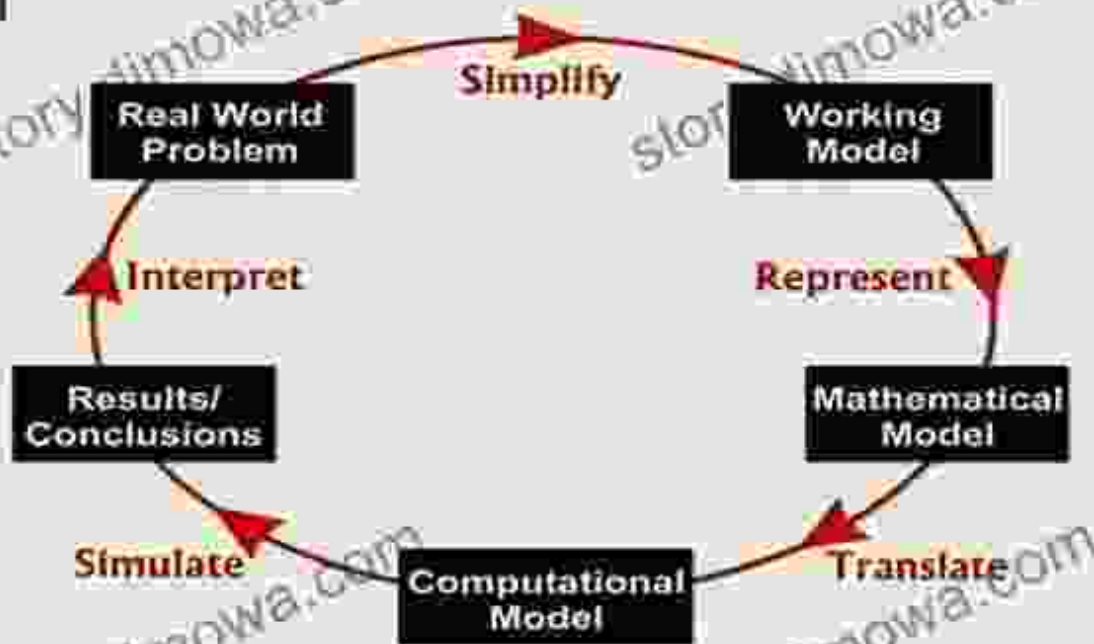 Simplify
Real World
Problem
Working
Model
Interpret
Represent
Results/
Conclusions
Mathematical
Model
Simulate
Translate
Computational
Model